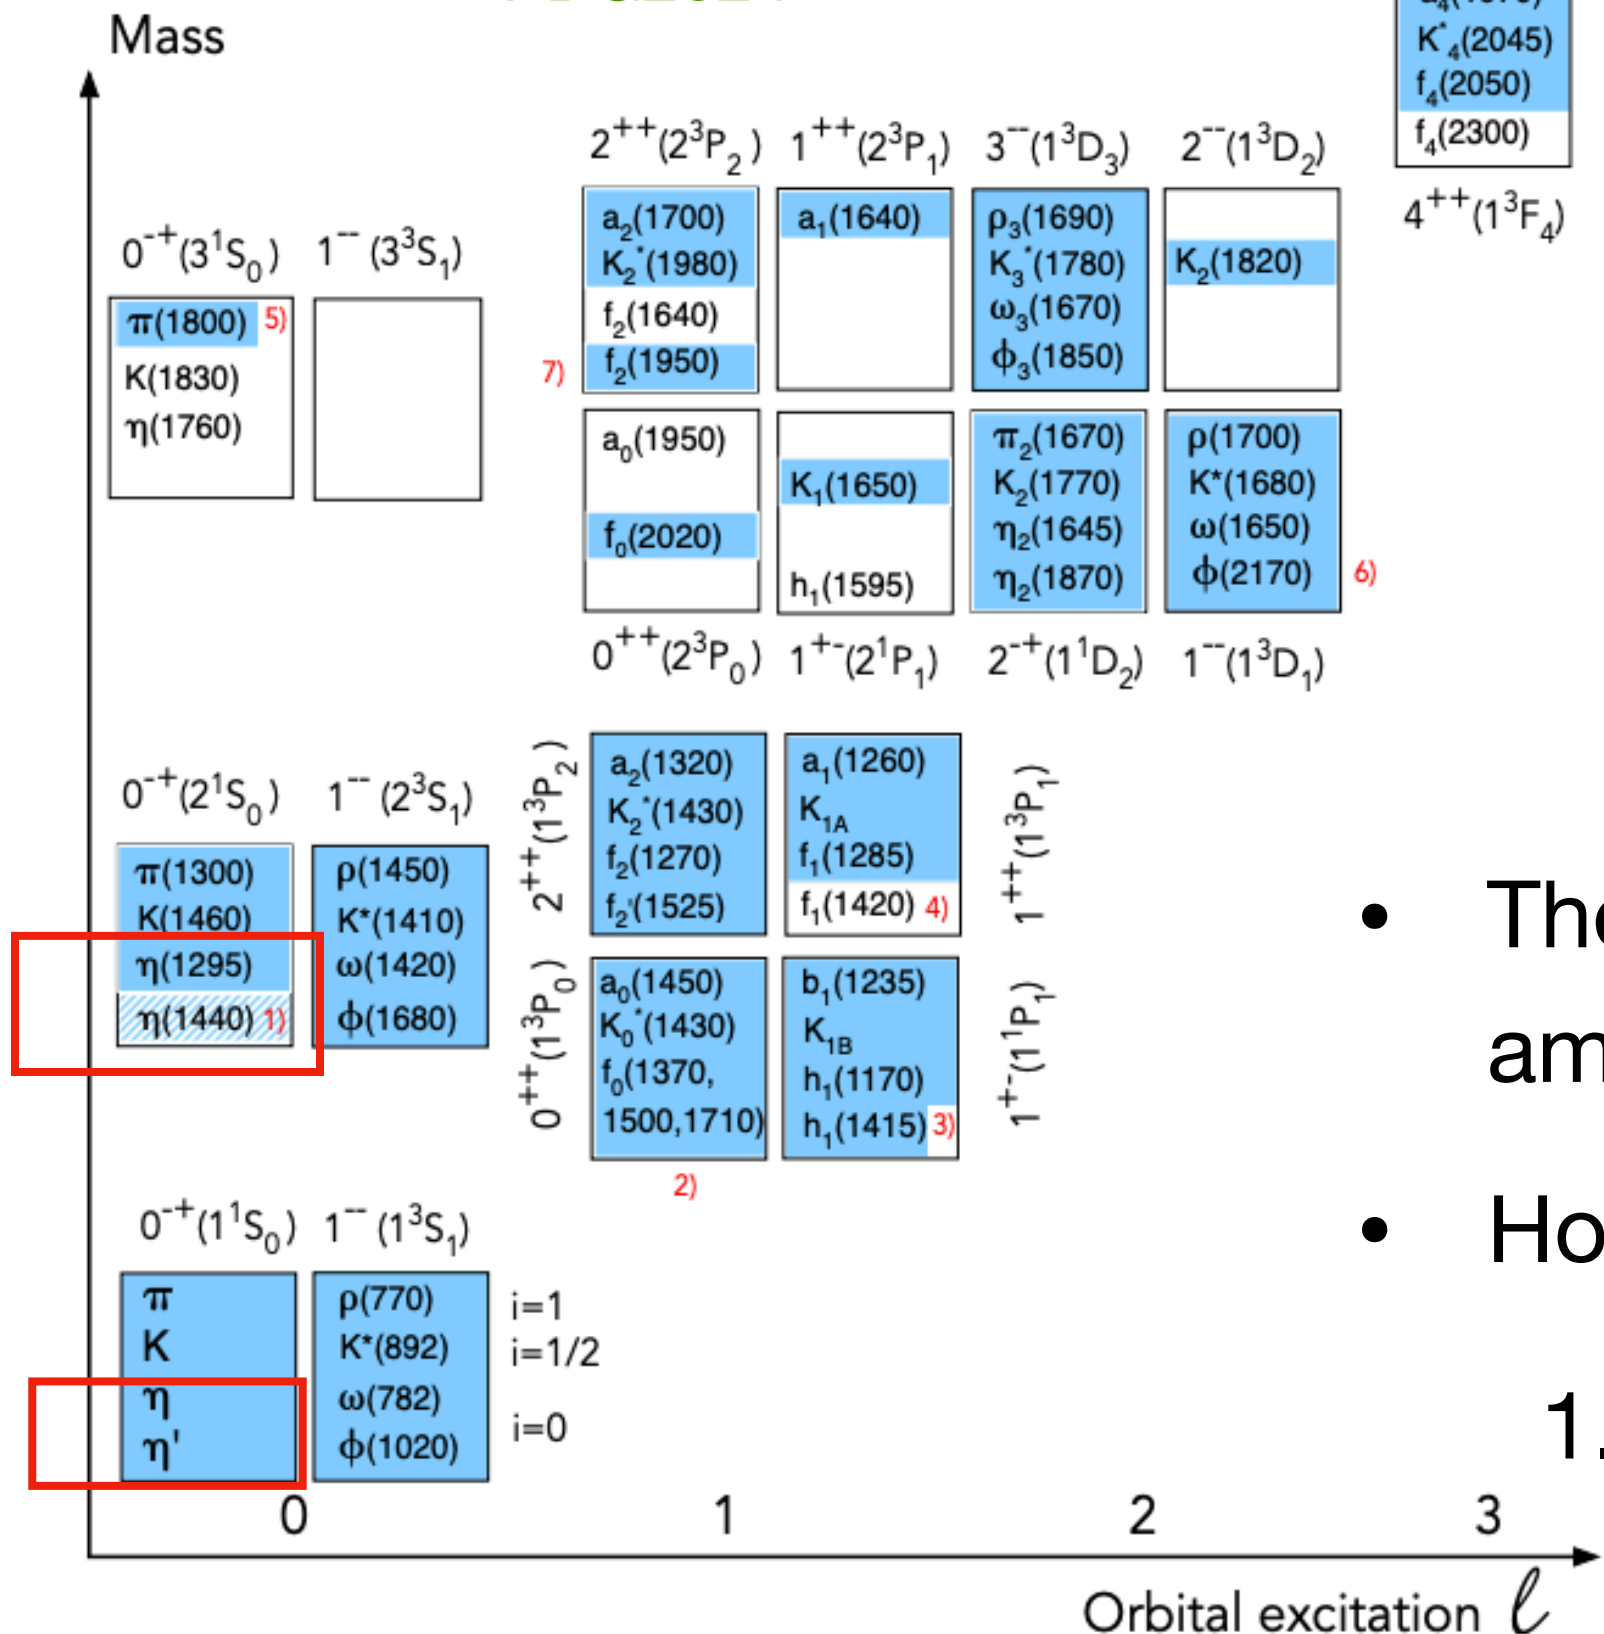 Mass
K*4(2045)
f4(2050)
f4(2300)
4++(1³F4)
2++(2³P2) 1++(2³P1) 3--(1³D3) 2--(1³D2)
a2(1700)
K2*(1980)
f2(1640)
f2(1950)
7)
a1(1640)
ρ3(1690)
K3*(1780)
ω3(1670)
ϕ3(1850)
K2(1820)
0-+(3¹S0) 1--(3³S1)
π(1800) 5)
K(1830)
η(1760)
a0(1950)
f0(2020)
K1(1650)
h1(1595)
π2(1670)
K2(1770)
η2(1645)
η2(1870)
ρ(1700)
K*(1680)
ω(1650)
ϕ(2170)
6)
0++(2³P0) 1+-(2¹P1) 2-+(1¹D2) 1--(1³D1)
0-+(2¹S0) 1--(2³S1)
π(1300)
K(1460)
η(1295)
η(1440) 1)
ρ(1450)
K*(1410)
ω(1420)
ϕ(1680)
2++(1³P2)
a2(1320)
K2*(1430)
f2(1270)
f2'(1525)
a1(1260)
K1A
f1(1285)
f1(1420) 4)
1++(1³P1)
0++(1³P0)
a0(1450)
K0*(1430)
f0(1370,
1500,1710)
2)
b1(1235)
K1B
h1(1170)
h1(1415) 3)
1+-(1¹P1)
0-+(1¹S0) 1--(1³S1)
π
K
η
η'
ρ(770)
K*(892)
ω(782)
ϕ(1020)
i=1
i=1/2
i=0
0 1 2 3
Orbital excitation ℓ
•
•
1.